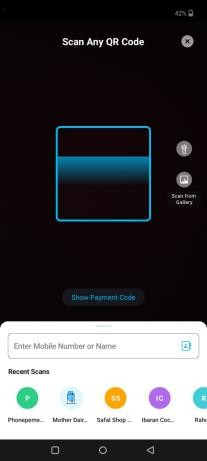 42%
Scan Any QR Code
Scan from
Gallery
Show Payment Code
Enter Mobile Number or Name
Recent Scans
P
SS
IC
R
Phonepeme...
Mother Dair...
Safal Shop ...
Ibaran Coc...
Rahu